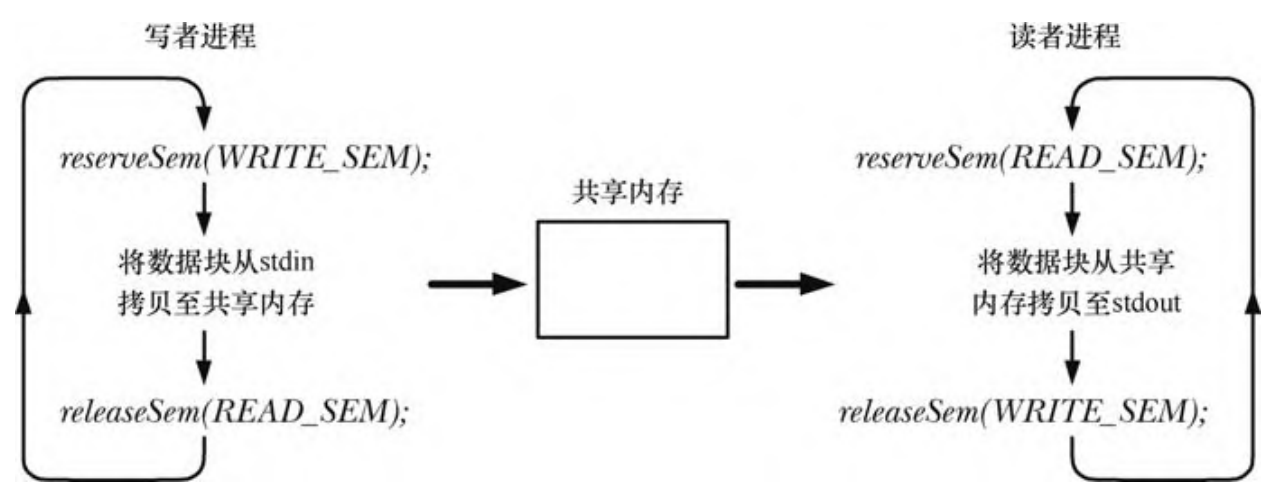 写者进程
reserveSem(WRITE_SEM);
将数据块从stdin
拷贝至共享内存
releaseSem(READ_SEM);
共享内存
读者进程
reserveSem(READ_SEM);
将数据块从共享
内存拷贝至stdout
releaseSem(WRITE_SEM);